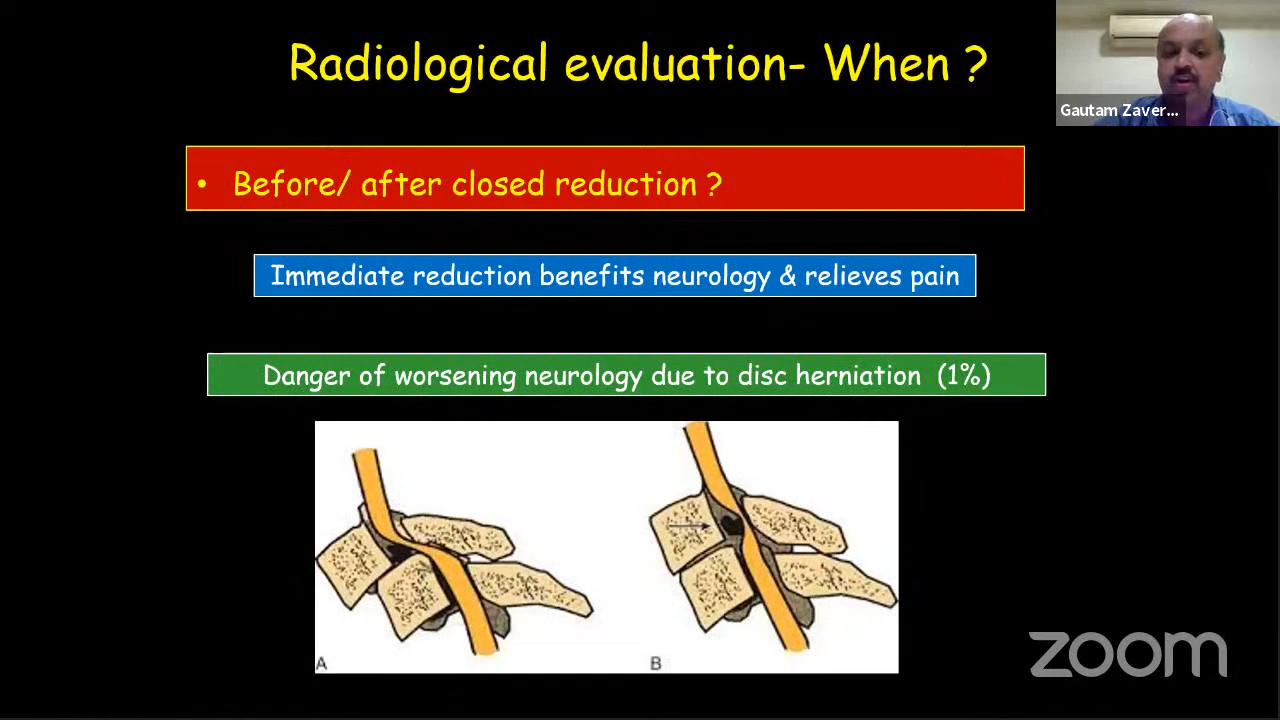 Radiological evaluation- When ?
Gautam Zaver...
• Before/ after closed reduction ?
Immediate reduction benefits neurology & relieves pain
Danger of worsening neurology due to disc herniation (1%)
A
B
zoom